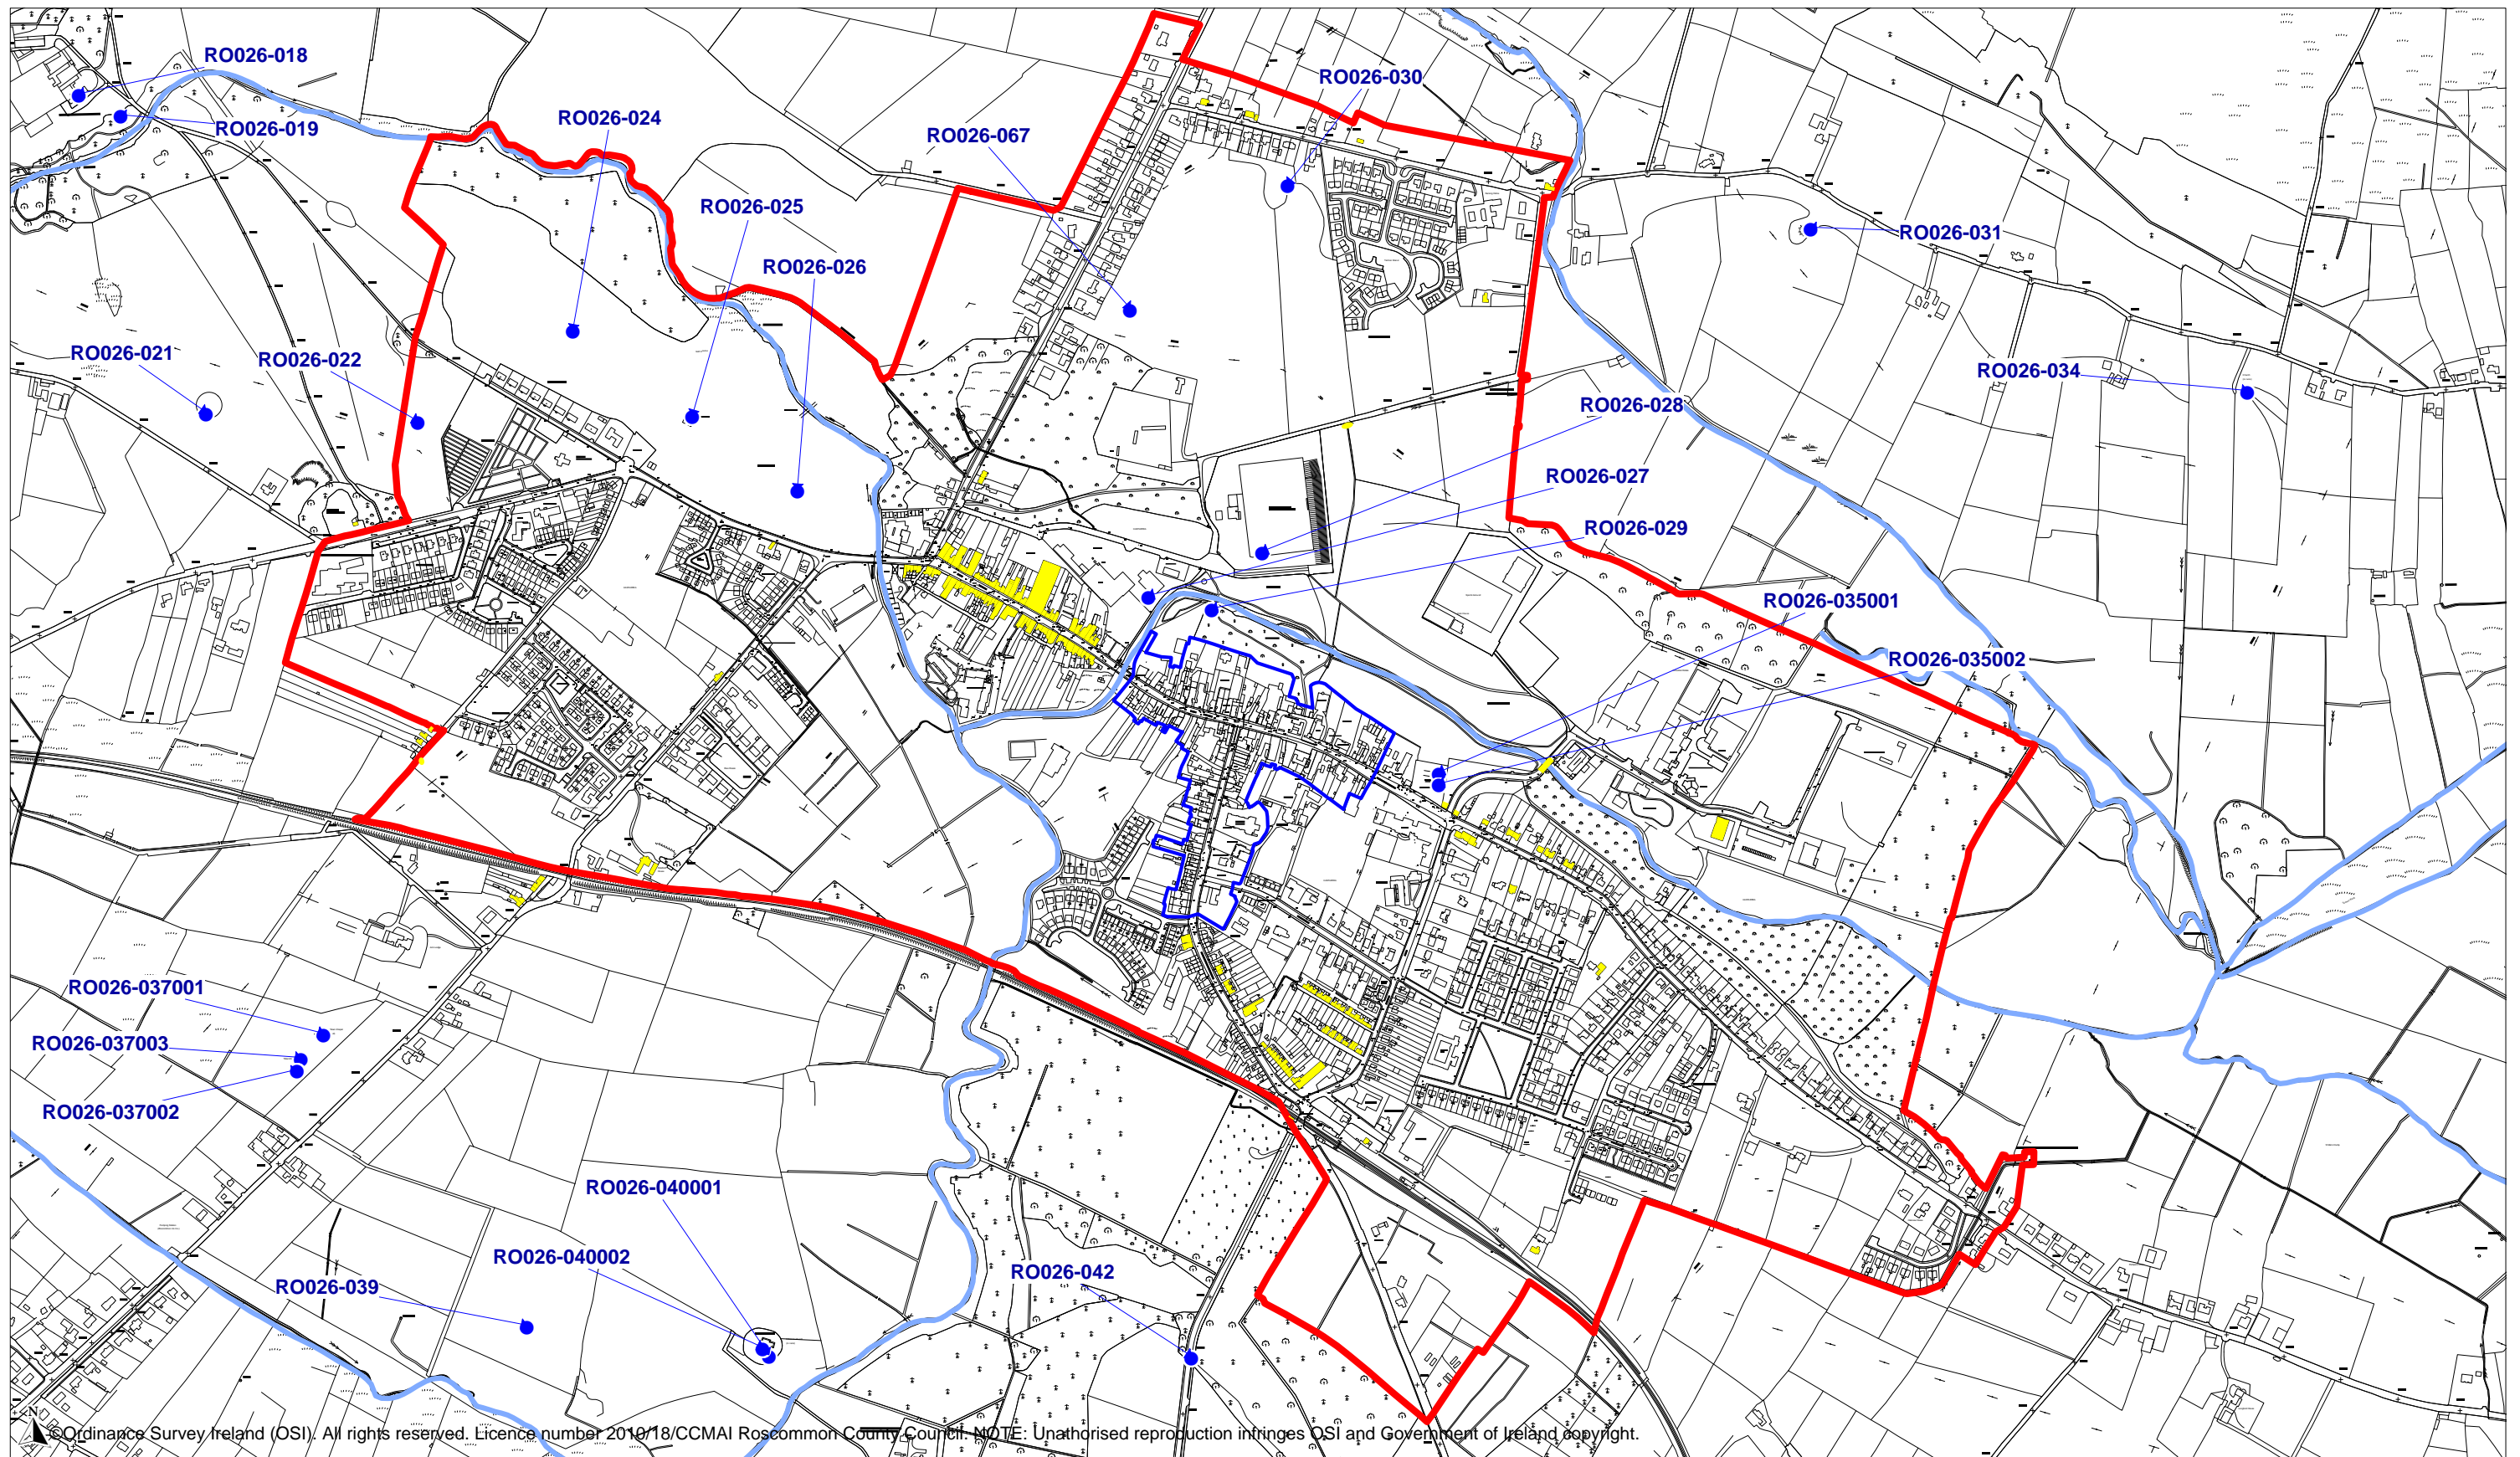 RO026-018
RO026-030
RO026-024
RO026-019
RO026-067
RO026-025
RO026-031
RO026-026
RO026-021
RO026-022
RO026-034
RO026-028
RO026-027
RO026-029
RO026-035001
RO026-035002
RO026-037001
RO026-037003
RO026-037002
RO026-040001
RO026-040002
RO026-042
RO026-039
N
©Ordinance Survey Ireland (OSI). All rights reserved. Licence number 2010/18/CCMAI Roscommon County Council. NOTE: Unathorised reproduction infringes OSI and Government of Ireland copyright.